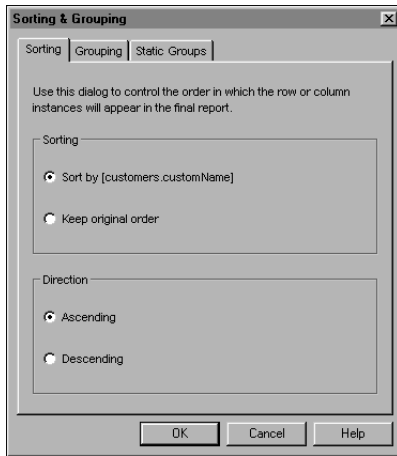 Sorting & Grouping
Sorting Grouping Static Groups
Use this dialog to control the order in which the row or column
instances will appear in the final report.
Sorting
Sort by [customers.customName]
Keep original order
Direction
Ascending
Descending
OK Cancel Help